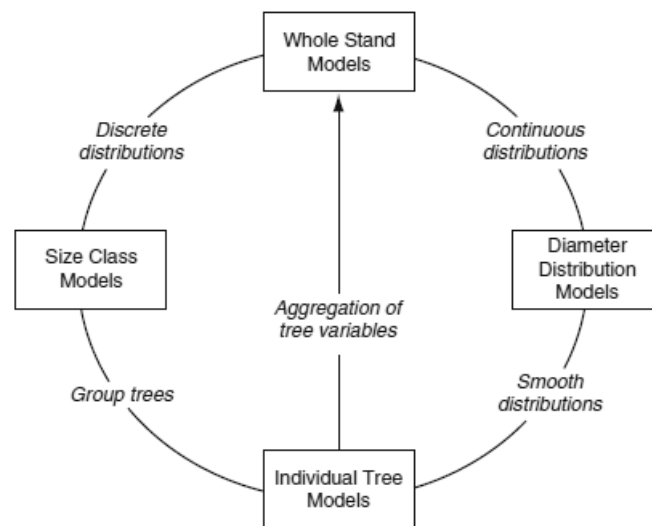 Whole Stand
Models
Discrete
distributions
Continuous
distributions
Size Class
Models
Diameter
Distribution
Models
Aggregation of
tree variables
Group trees
Smooth
distributions
Individual Tree
Models